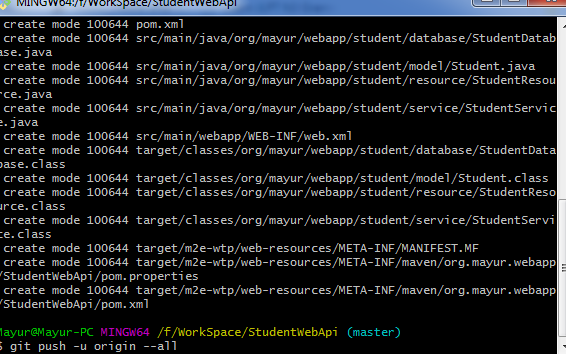 MINGW64:/f/WorkSpace/StudentWebApi
create mode 100644 pom.xml
create mode 100644 src/main/java/org/mayur/webapp/student/database/StudentDatab
ase.java
create mode 100644 src/main/java/org/mayur/webapp/student/model/Student.java
create mode 100644 src/main/java/org/mayur/webapp/student/resource/StudentResou
rce.java
create mode 100644 src/main/java/org/mayur/webapp/student/service/StudentServic
e.java
create mode 100644 src/main/webapp/WEB-INF/web.xml
create mode 100644 target/classes/org/mayur/webapp/student/database/StudentData
base.class
create mode 100644 target/classes/org/mayur/webapp/student/model/Student.class
create mode 100644 target/classes/org/mayur/webapp/student/resource/StudentReso
urce.class
create mode 100644 target/classes/org/mayur/webapp/student/service/StudentServi
ce.class
create mode 100644 target/m2e-wtp/web-resources/META-INF/MANIFEST.MF
create mode 100644 target/m2e-wtp/web-resources/META-INF/maven/org.mayur.webapp
/StudentWebApi/pom.properties
create mode 100644 target/m2e-wtp/web-resources/META-INF/maven/org.mayur.webapp
/StudentWebApi/pom.xml
Mayur@Mayur-PC MINGW64 /f/WorkSpace/StudentWebApi (master)
$ git push -u origin --all